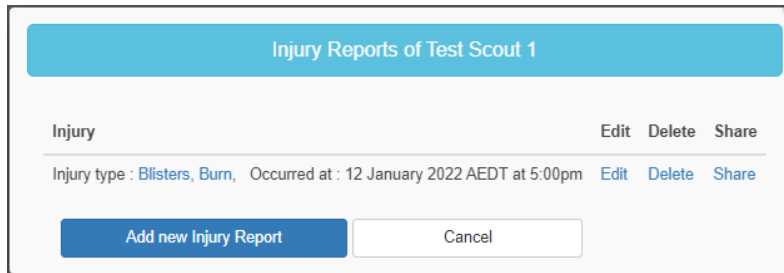 Injury Reports of Test Scout 1
Injury Edit Delete Share
Injury type : Blisters, Burn, Occurred at : 12 January 2022 AEDT at 5:00pm Edit Delete Share
Add new Injury Report Cancel